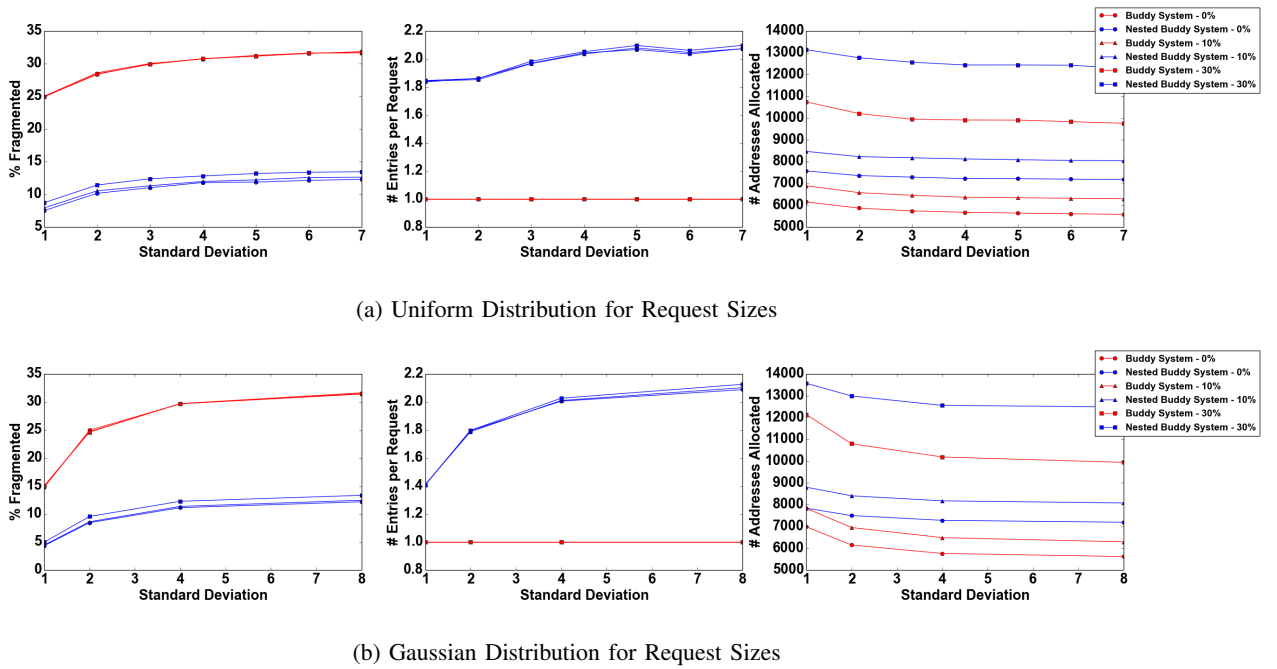 % Fragmented
35
30
25
20
15
10
5
1 2 3 4 5 6 7
Standard Deviation
# Entries per Request
2.2
2.0
1.8
1.6
1.4
1.2
1.0
0.8
1 2 3 4 5 6 7
Standard Deviation
# Addresses Allocated
14000
13000
12000
11000
10000
9000
8000
7000
6000
5000
1 2 3 4 5 6 7
Standard Deviation
Buddy System - 0%
Nested Buddy System - 0%
Buddy System - 10%
Nested Buddy System - 10%
Buddy System - 30%
Nested Buddy System - 30%
(a) Uniform Distribution for Request Sizes
% Fragmented
35
30
25
20
15
10
5
0
1 2 3 4 5 6 7 8
Standard Deviation
# Entries per Request
2.2
2.0
1.8
1.6
1.4
1.2
1.0
0.8
1 2 3 4 5 6 7 8
Standard Deviation
# Addresses Allocated
14000
13000
12000
11000
10000
9000
8000
7000
6000
5000
1 2 3 4 5 6 7 8
Standard Deviation
Buddy System - 0%
Nested Buddy System - 0%
Buddy System - 10%
Nested Buddy System - 10%
Buddy System - 30%
Nested Buddy System - 30%
(b) Gaussian Distribution for Request Sizes